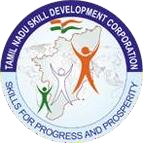 TAMIL NADU SKILL DEVELOPMENT CORPORATION
SKILLS FOR PROGRESS AND PROSPERITY